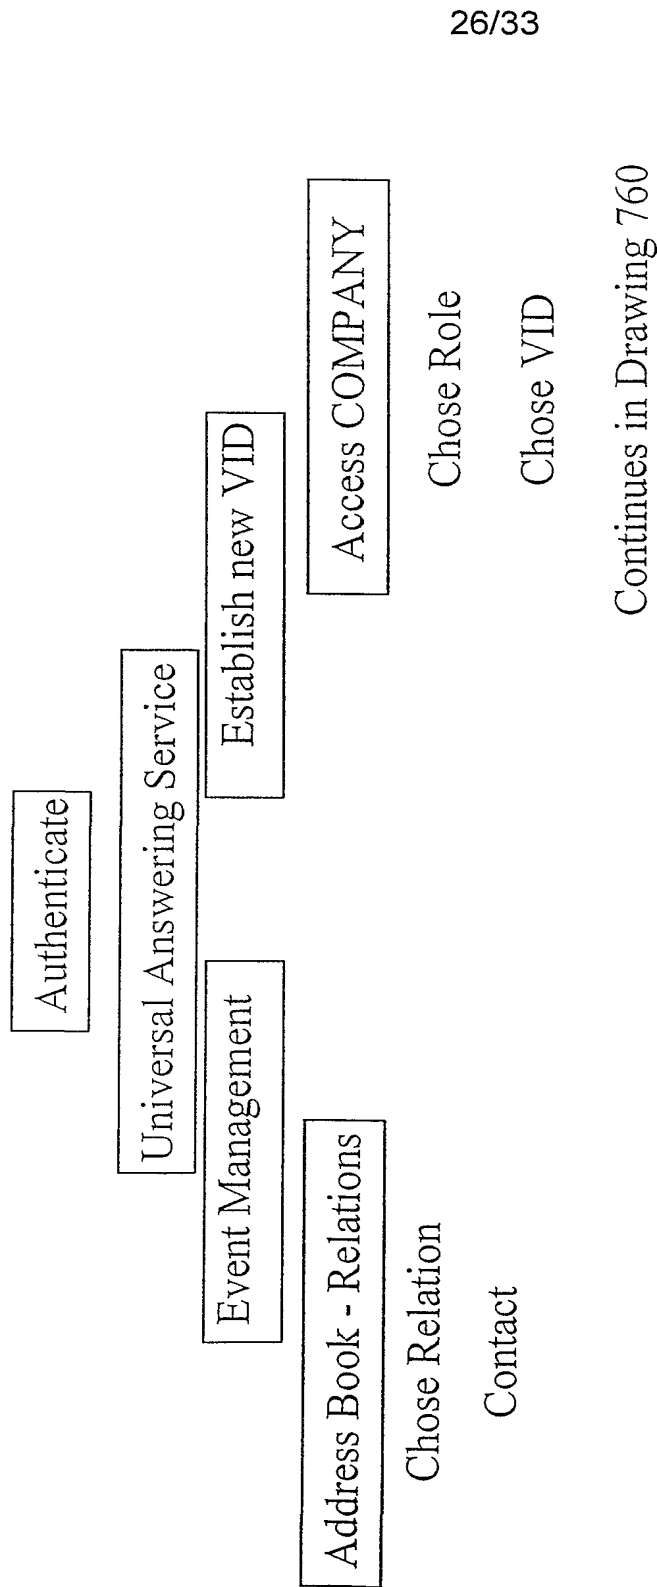 26/33
Authenticate
Universal Answering Service
Event Management
Establish new VID
Address Book - Relations
Access COMPANY
Chose Relation
Chose Role
Contact
Chose VID
Continues in Drawing 760